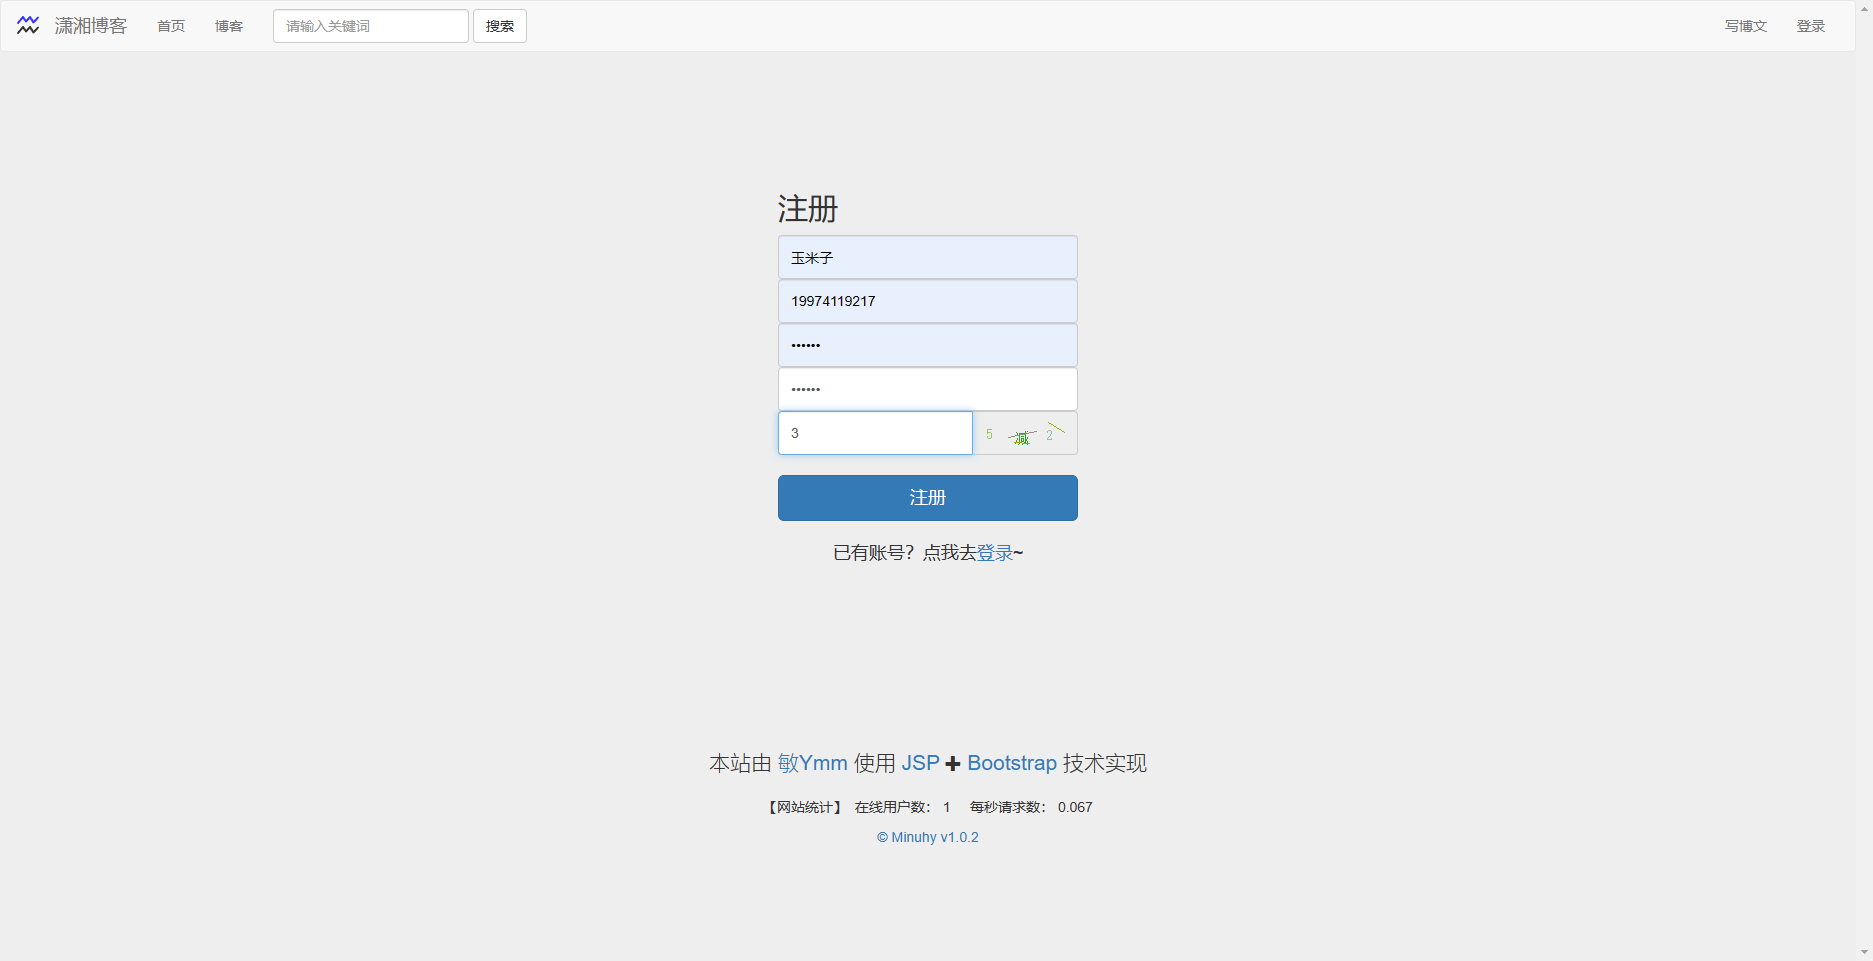 潇湘博客 首页 博客 请输入关键词 搜索 写博文 登录
注册
玉米子
19974119217
••••••
••••••
3 5 减 2
注册
已有账号？点我去登录~
本站由 敏Ymm 使用 JSP + Bootstrap 技术实现
【网站统计】 在线用户数： 1 每秒请求数： 0.067
© Minuhy v1.0.2